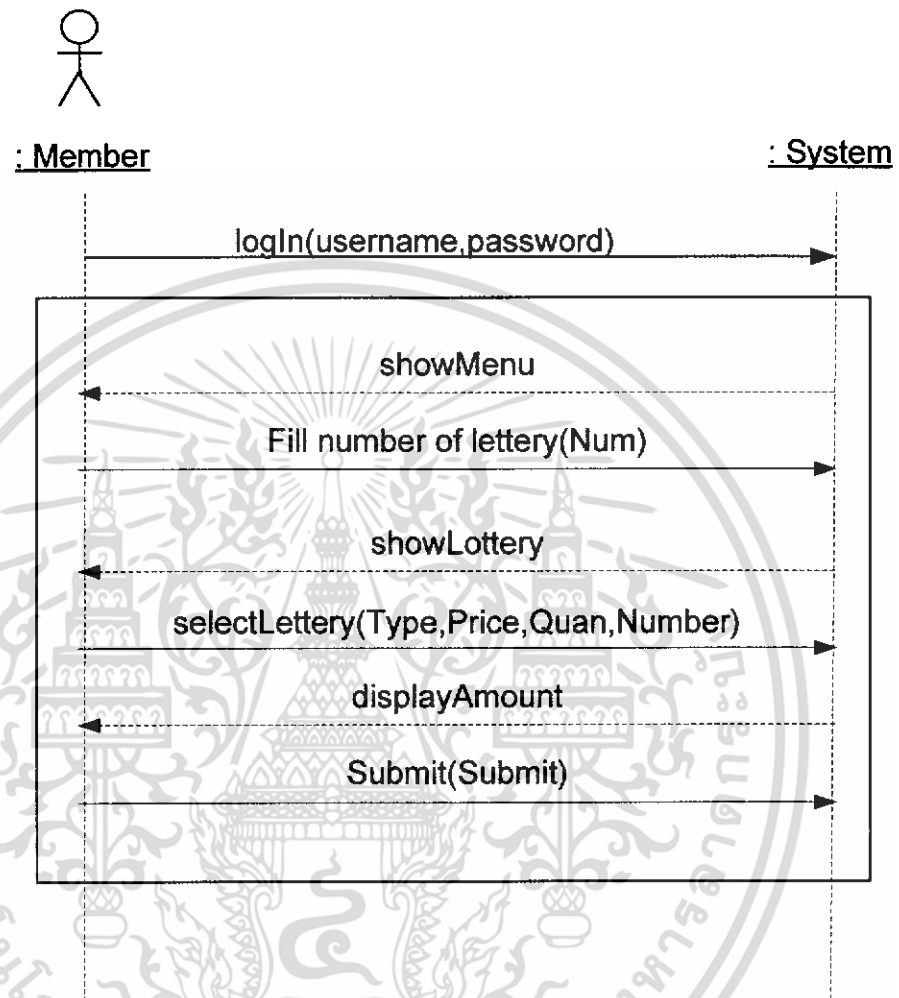 : Member
: System
logIn(username,password)
showMenu
Fill number of lettery(Num)
showLottery
selectLettery(Type,Price,Quan,Number)
displayAmount
Submit(Submit)